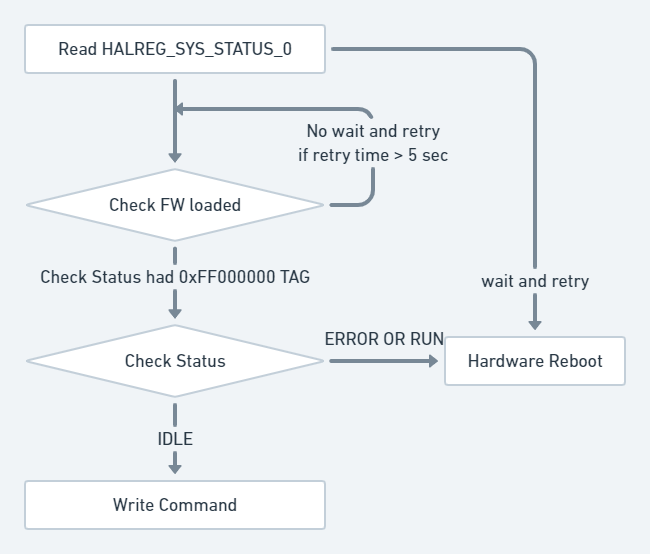 Read HALREG_SYS_STATUS_0
No wait and retry
if retry time > 5 sec
Check FW loaded
Check Status had 0xFF000000 TAG
wait and retry
ERROR OR RUN
Check Status
Hardware Reboot
IDLE
Write Command